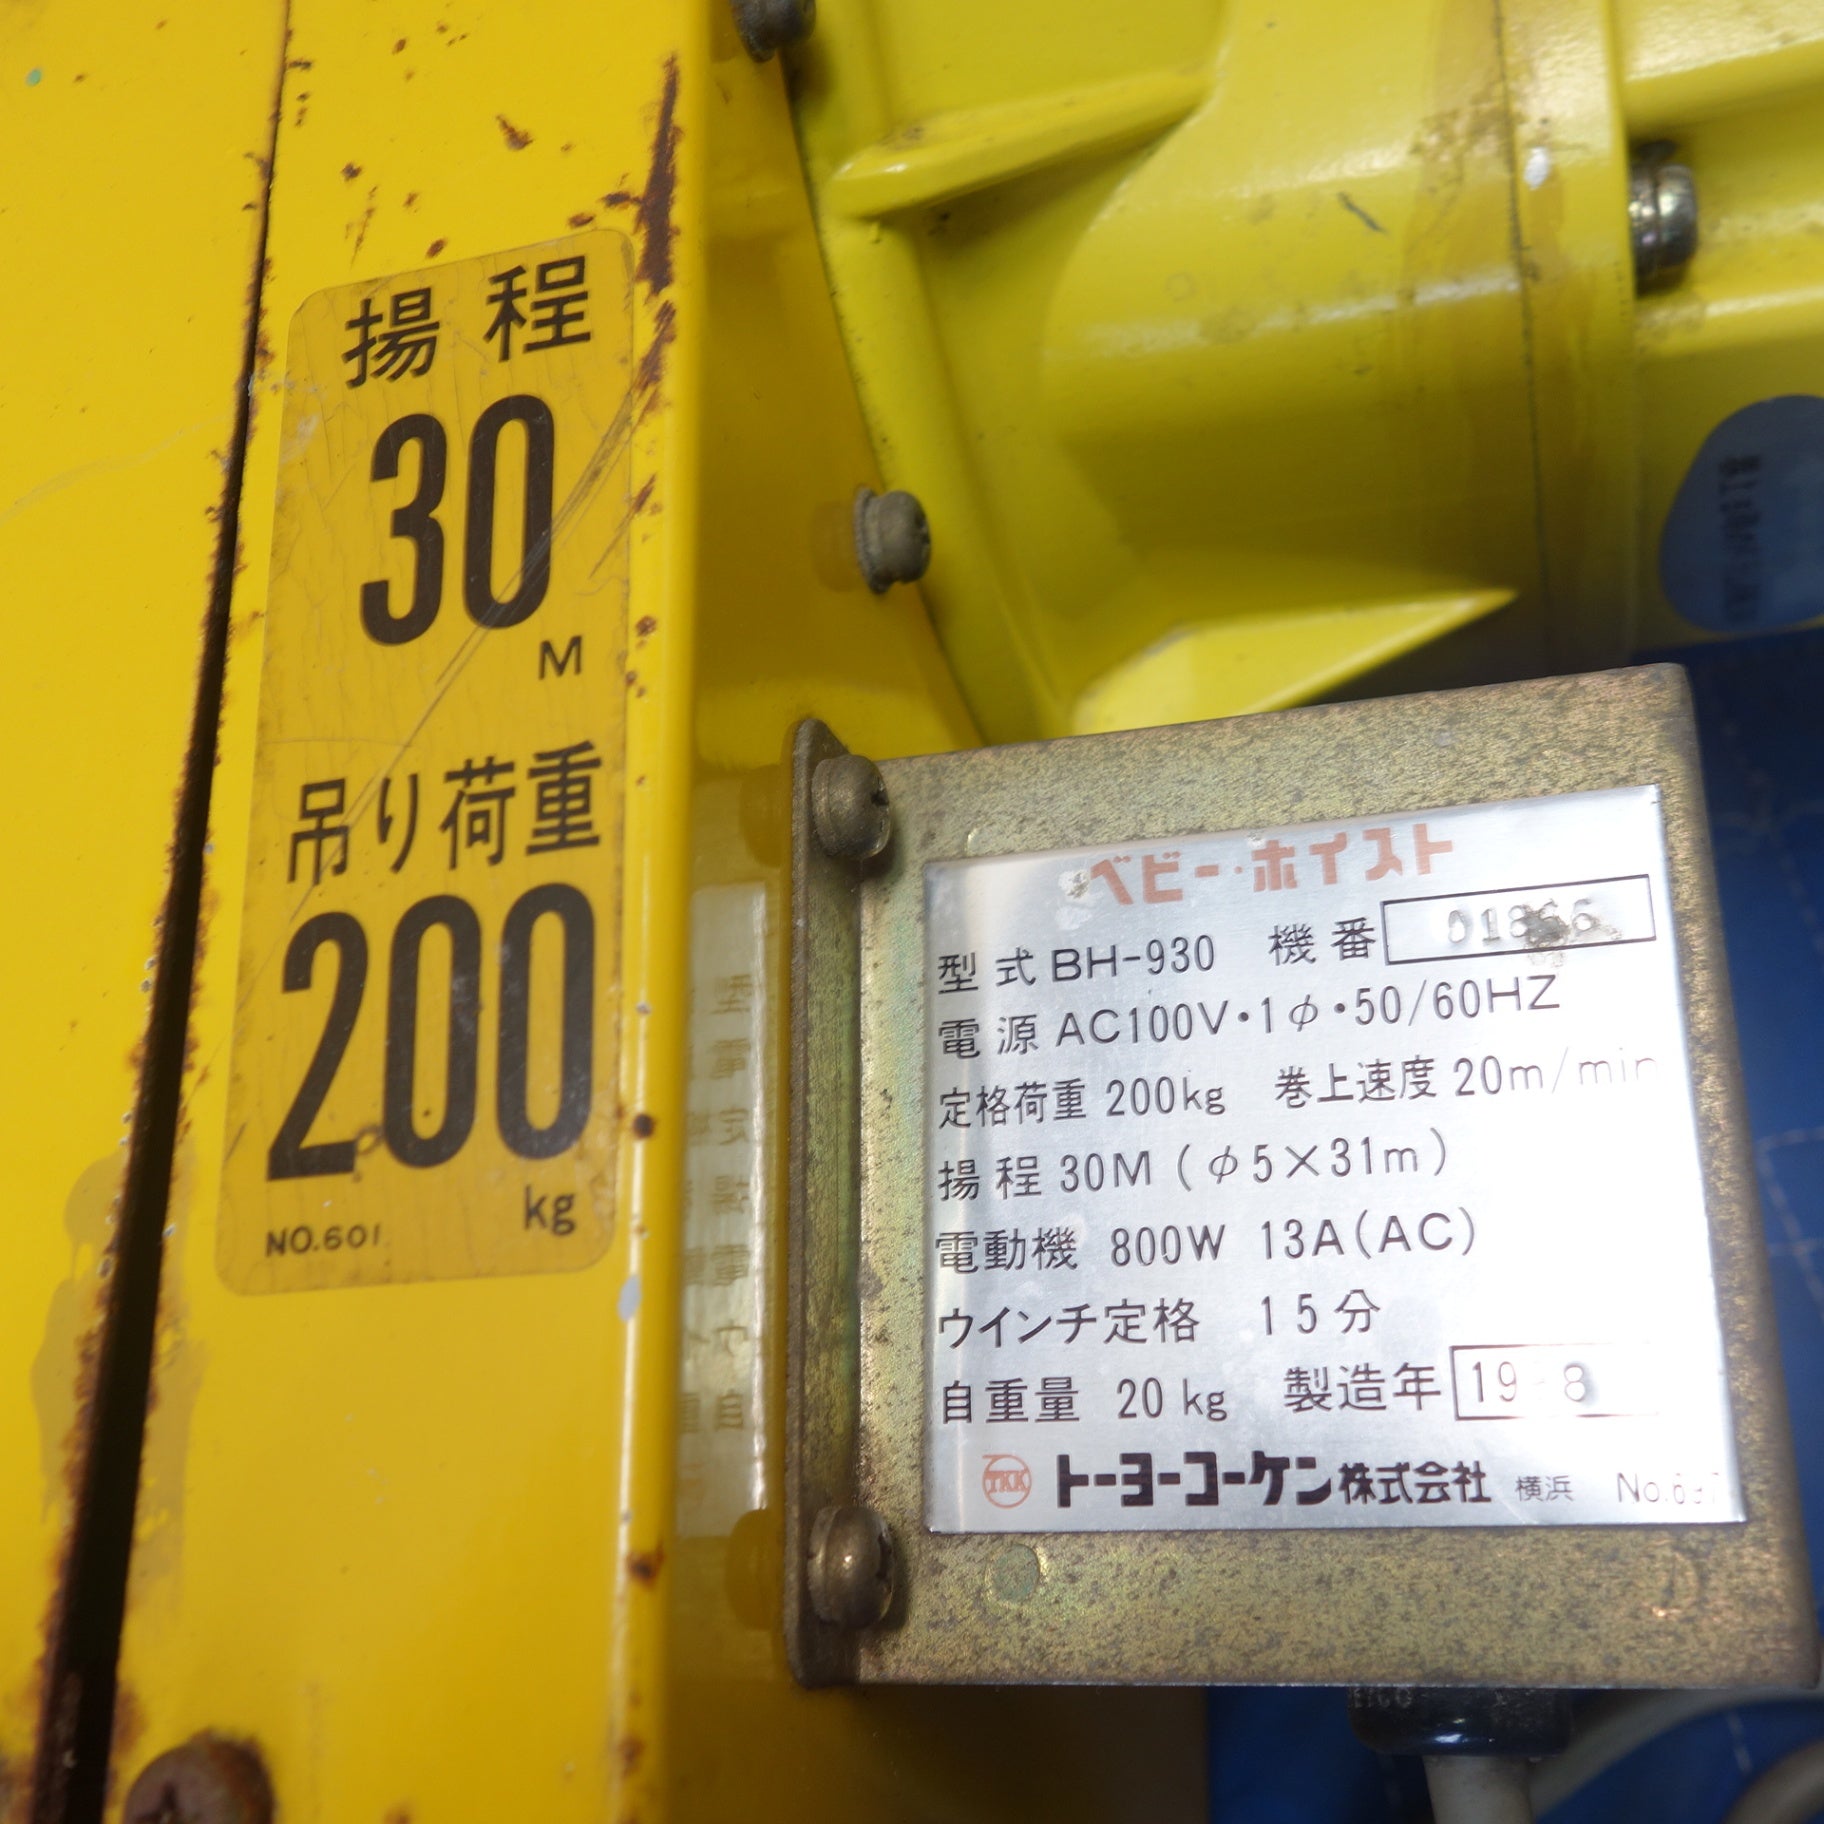 揚程
30
M
吊り荷重
200
kg
NO.601
ベビー・ホイスト
型式 BH-930 機番
電源 AC100V・1φ・50/60HZ
定格荷重 200kg 巻上速度 20m/min
揚程 30M (φ5×31m)
電動機 800W 13A(AC)
ウインチ定格 15分
自重量 20kg 製造年
TKK トーヨーコーケン株式会社 横浜